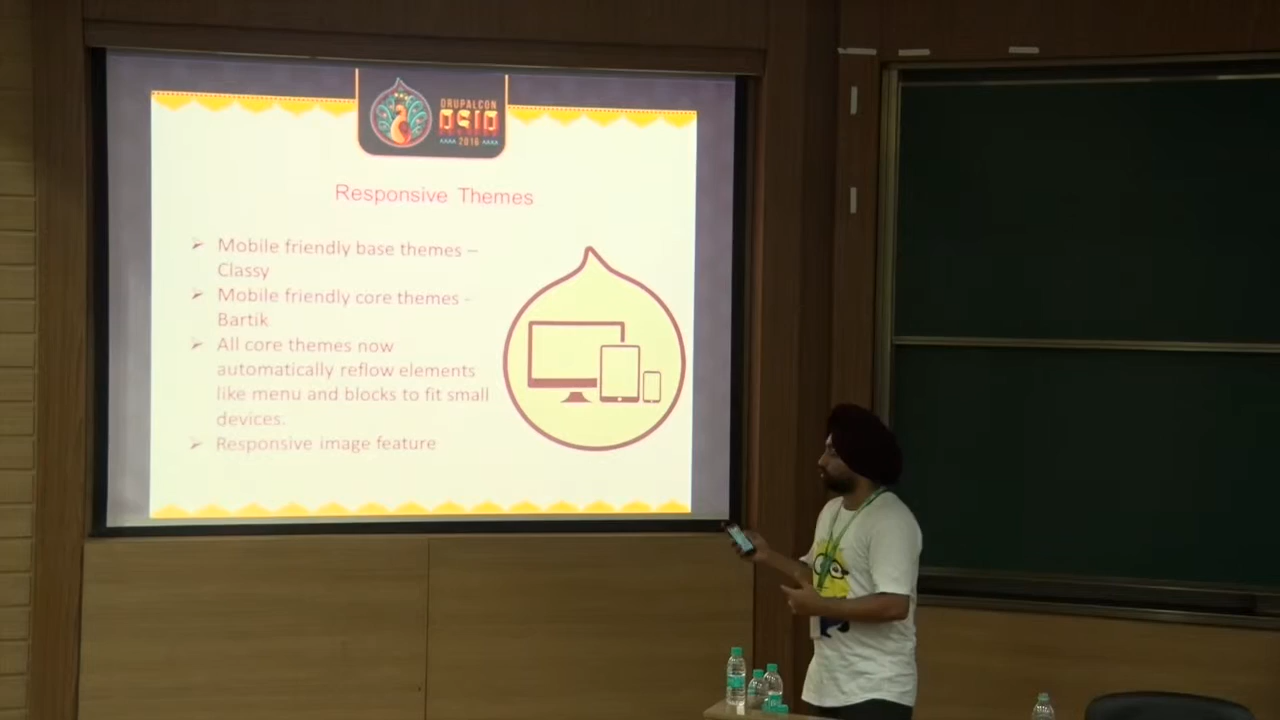 DRUPALCON
ASIA
2016
Responsive Themes
Mobile friendly base themes –
Classy
Mobile friendly core themes -
Bartik
All core themes now
automatically reflow elements
like menu and blocks to fit small
devices.
Responsive image feature